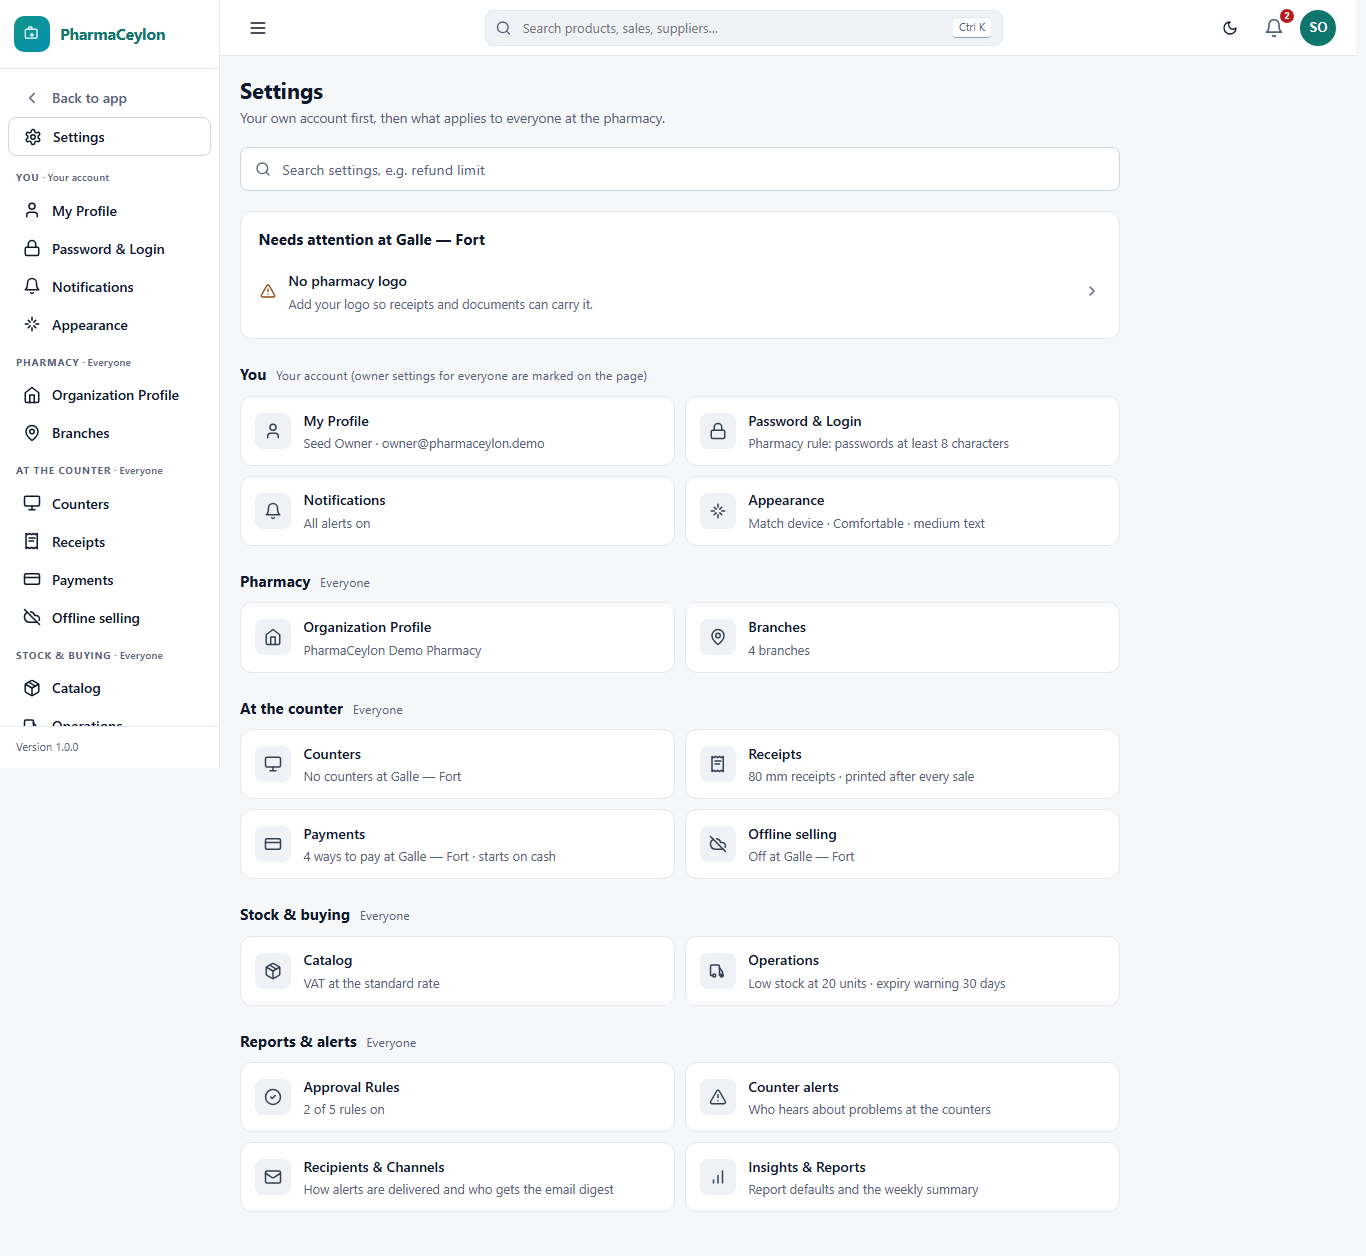 PharmaCeylon
Search products, sales, suppliers...
Ctrl K
2
SO
Back to app
Settings
YOU · Your account
My Profile
Password & Login
Notifications
Appearance
PHARMACY · Everyone
Organization Profile
Branches
AT THE COUNTER · Everyone
Counters
Receipts
Payments
Offline selling
STOCK & BUYING · Everyone
Catalog
Operations
Version 1.0.0
Settings
Your own account first, then what applies to everyone at the pharmacy.
Search settings, e.g. refund limit
Needs attention at Galle — Fort
No pharmacy logo
Add your logo so receipts and documents can carry it.
You Your account (owner settings for everyone are marked on the page)
My Profile
Seed Owner · owner@pharmaceylon.demo
Password & Login
Pharmacy rule: passwords at least 8 characters
Notifications
All alerts on
Appearance
Match device · Comfortable · medium text
Pharmacy Everyone
Organization Profile
PharmaCeylon Demo Pharmacy
Branches
4 branches
At the counter Everyone
Counters
No counters at Galle — Fort
Receipts
80 mm receipts · printed after every sale
Payments
4 ways to pay at Galle — Fort · starts on cash
Offline selling
Off at Galle — Fort
Stock & buying Everyone
Catalog
VAT at the standard rate
Operations
Low stock at 20 units · expiry warning 30 days
Reports & alerts Everyone
Approval Rules
2 of 5 rules on
Counter alerts
Who hears about problems at the counters
Recipients & Channels
How alerts are delivered and who gets the email digest
Insights & Reports
Report defaults and the weekly summary